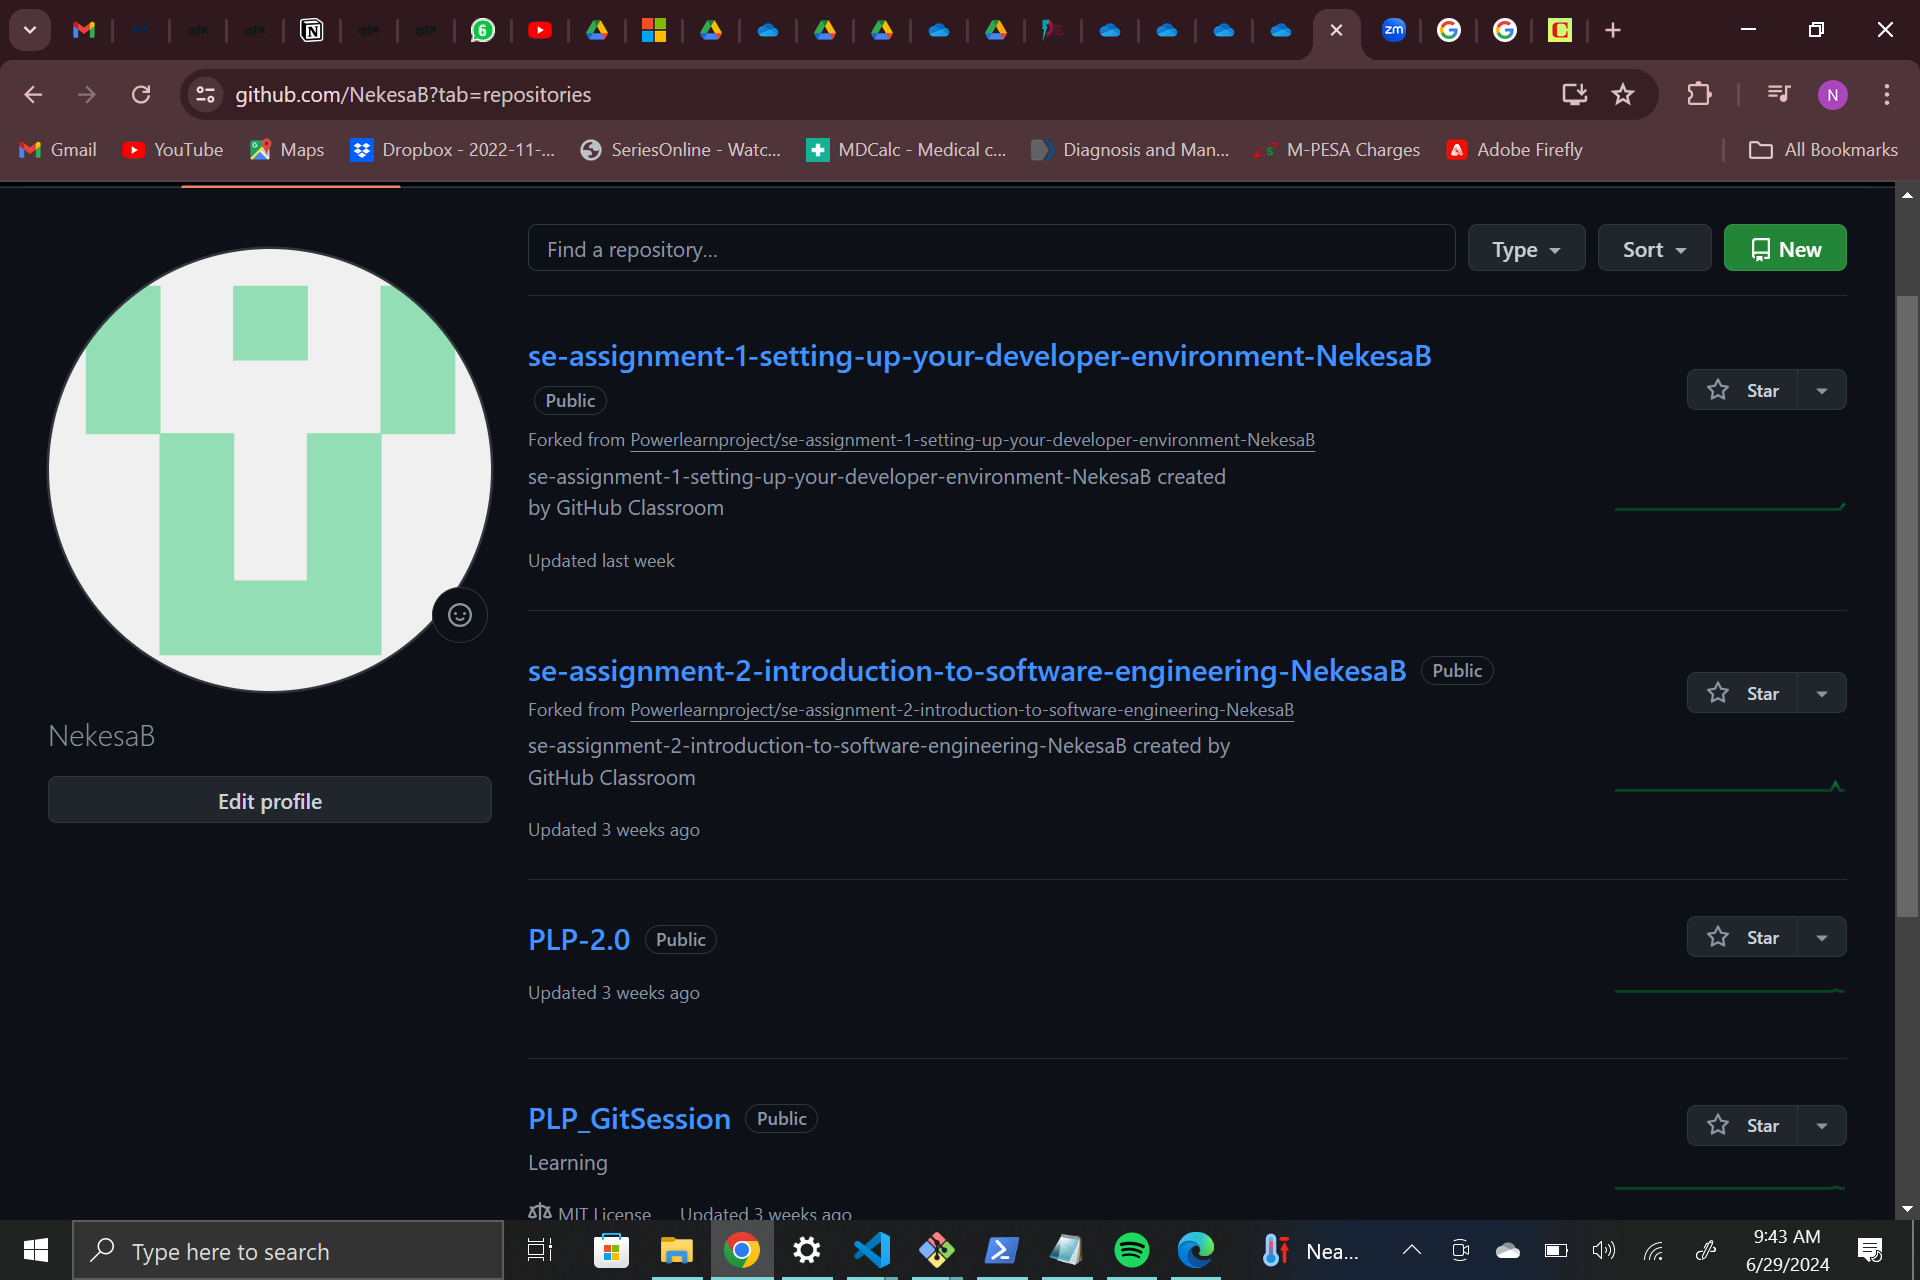 6
zm
G
G
C
github.com/NekesaB?tab=repositories
N
Gmail
YouTube
Maps
Dropbox - 2022-11-...
SeriesOnline - Watc...
MDCalc - Medical c...
Diagnosis and Man...
M-PESA Charges
Adobe Firefly
All Bookmarks
Find a repository...
Type
Sort
New
se-assignment-1-setting-up-your-developer-environment-NekesaB
Public
Star
Forked from Powerlearnproject/se-assignment-1-setting-up-your-developer-environment-NekesaB
se-assignment-1-setting-up-your-developer-environment-NekesaB created
by GitHub Classroom
Updated last week
se-assignment-2-introduction-to-software-engineering-NekesaB Public
Star
Forked from Powerlearnproject/se-assignment-2-introduction-to-software-engineering-NekesaB
se-assignment-2-introduction-to-software-engineering-NekesaB created by
GitHub Classroom
Updated 3 weeks ago
NekesaB
Edit profile
PLP-2.0 Public
Star
Updated 3 weeks ago
PLP_GitSession Public
Star
Learning
MIT License Updated 3 weeks ago
Type here to search
Nea...
9:43 AM
6/29/2024